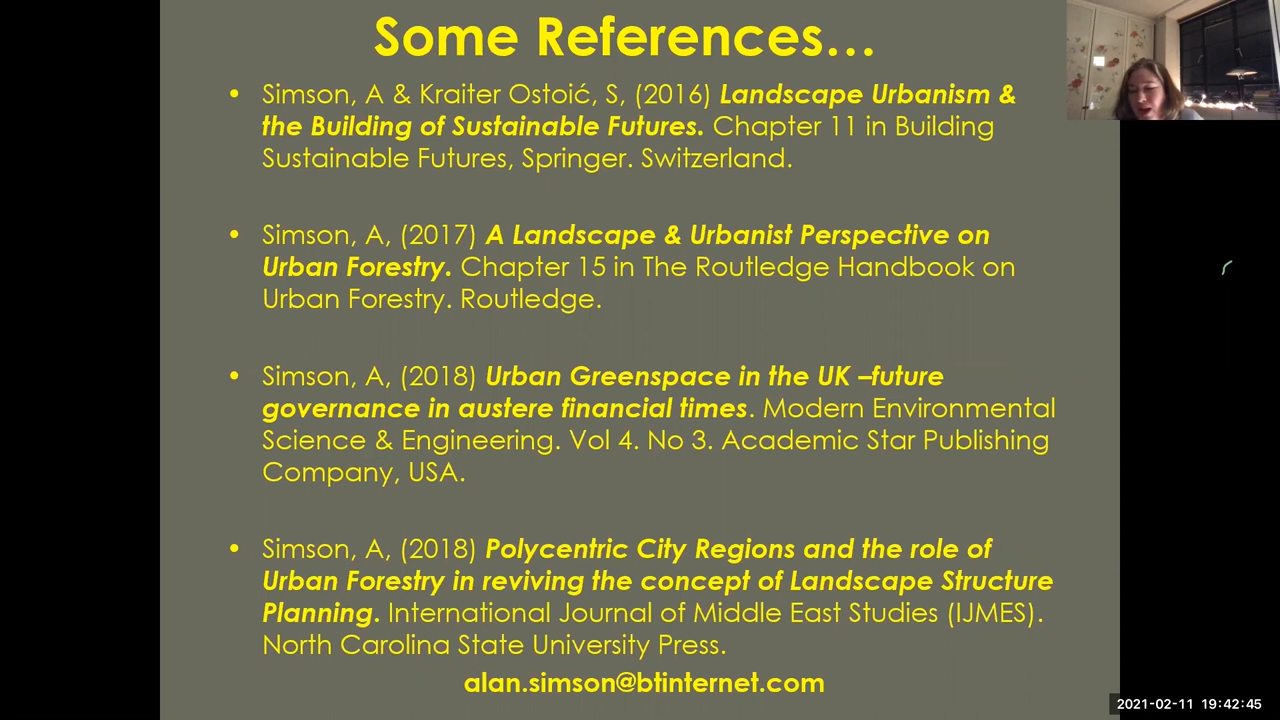 Some References…
• Simson, A & Kraiter Ostoić, S, (2016) Landscape Urbanism &
the Building of Sustainable Futures. Chapter 11 in Building
Sustainable Futures, Springer. Switzerland.
• Simson, A, (2017) A Landscape & Urbanist Perspective on
Urban Forestry. Chapter 15 in The Routledge Handbook on
Urban Forestry. Routledge.
• Simson, A, (2018) Urban Greenspace in the UK –future
governance in austere financial times. Modern Environmental
Science & Engineering. Vol 4. No 3. Academic Star Publishing
Company, USA.
• Simson, A, (2018) Polycentric City Regions and the role of
Urban Forestry in reviving the concept of Landscape Structure
Planning. International Journal of Middle East Studies (IJMES).
North Carolina State University Press.
alan.simson@btinternet.com
2021-02-11 19:42:45